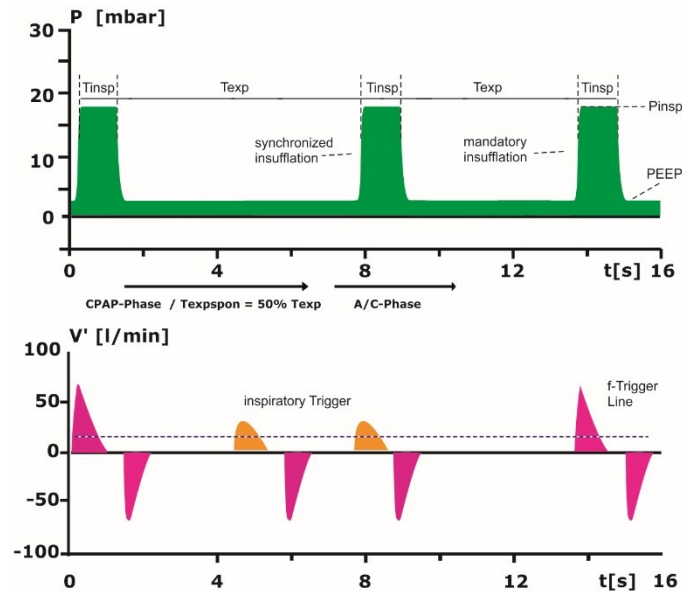 P [mbar]
30
20
10
0
Tinsp
Texp
Tinsp
Texp
Tinsp
Pinsp
synchronized
insufflation
mandatory
insufflation
PEEP
0
4
8
12
t[s]
16
CPAP-Phase / Texpspon = 50% Texp
A/C-Phase
V' [l/min]
100
50
0
-50
-100
inspiratory Trigger
f-Trigger
Line
0
4
8
12
t[s]
16